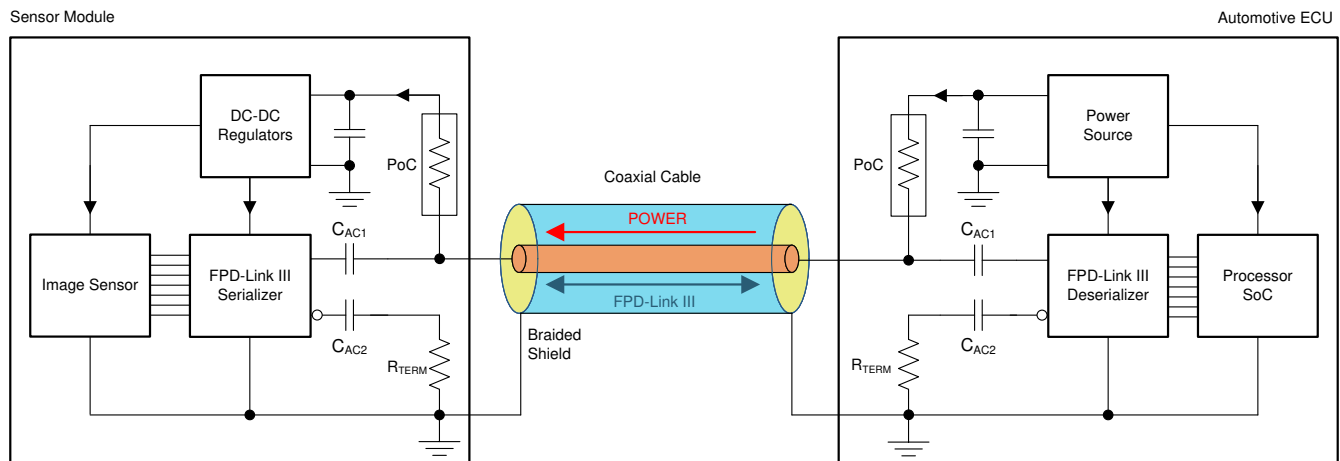 Sensor Module
Automotive ECU
DC-DC
Regulators
PoC
Coaxial Cable
POWER
FPD-Link III
Braided
Shield
Image Sensor
FPD-Link III
Serializer
CAC1
CAC2
RTERM
PoC
Power
Source
CAC1
CAC2
RTERM
FPD-Link III
Deserializer
Processor
SoC